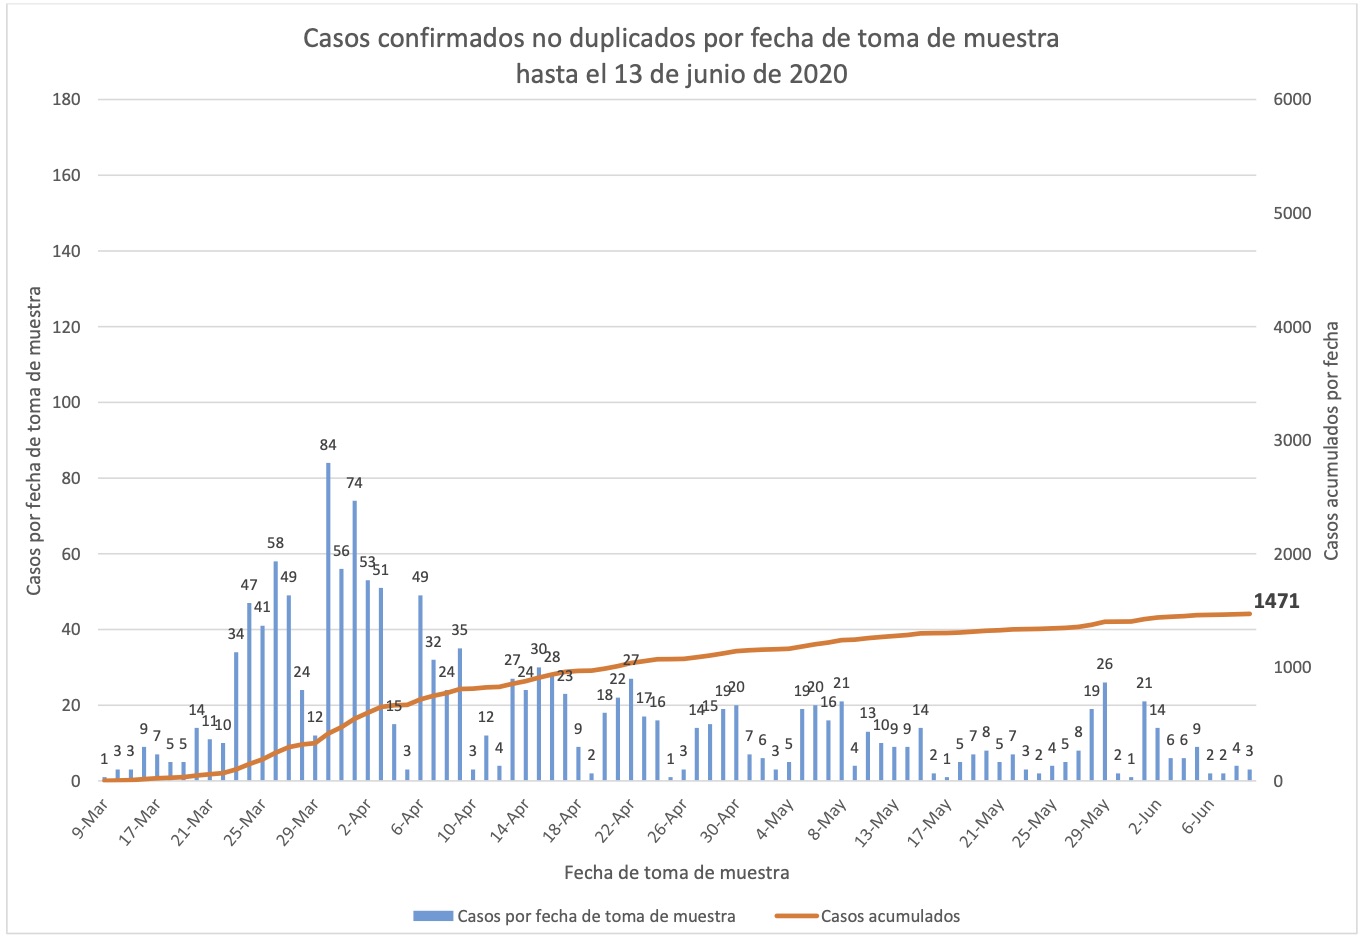 Casos confirmados no duplicados por fecha de toma de muestra
hasta el 13 de junio de 2020
180
160
140
120
100
80
60
40
20
0
Casos por fecha de toma de muestra
6000
5000
4000
3000
2000
1000
0
Casos acumulados por fecha
1 3 3 9 7 5 5 14 11 10 34 47 41 58 49 24 12 84 56 74 53 51 15 3 49 32 24 35 3 12 4 27 24 30 28 23 9 2 18 22 27 17 16 1 3 14 15 19 20 7 6 3 5 19 20 16 21 4 13 10 9 9 14 2 1 5 7 8 5 7 3 2 4 5 8 19 26 2 1 21 14 6 6 9 2 2 4 3
1471
9-Mar 17-Mar 21-Mar 25-Mar 29-Mar 2-Apr 6-Apr 10-Apr 14-Apr 18-Apr 22-Apr 26-Apr 30-Apr 4-May 8-May 13-May 17-May 21-May 25-May 29-May 2-Jun 6-Jun
Fecha de toma de muestra
Casos por fecha de toma de muestra Casos acumulados